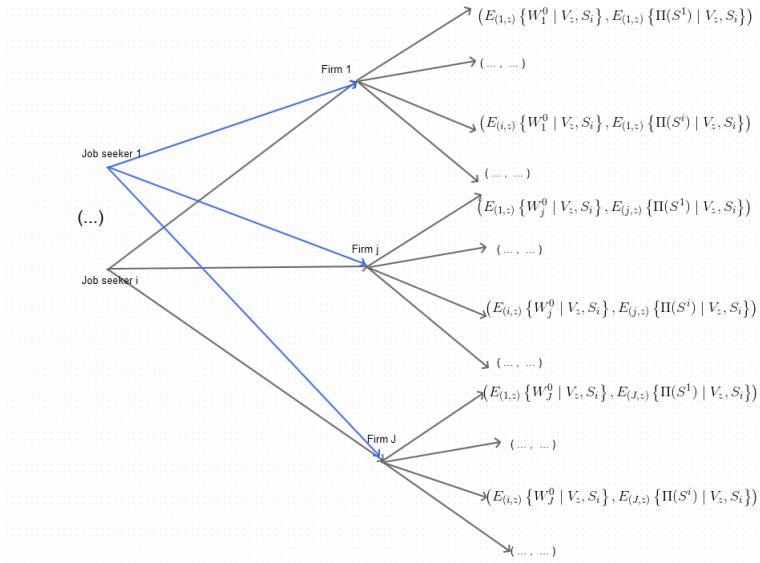 (E_{(1,z)} {W_1^0 | V_z, S_i}, E_{(1,z)} {Π(S^1) | V_z, S_i})
Firm 1
( ... , ... )
(E_{(i,z)} {W_1^0 | V_z, S_i}, E_{(1,z)} {Π(S^i) | V_z, S_i})
Job seeker 1
( ... , ... )
(E_{(1,z)} {W_j^0 | V_z, S_i}, E_{(j,z)} {Π(S^1) | V_z, S_i})
(...)
Firm j
( ... , ... )
Job seeker i
(E_{(i,z)} {W_j^0 | V_z, S_i}, E_{(j,z)} {Π(S^i) | V_z, S_i})
( ... , ... )
(E_{(1,z)} {W_J^0 | V_z, S_i}, E_{(J,z)} {Π(S^1) | V_z, S_i})
Firm J
( ... , ... )
(E_{(i,z)} {W_J^0 | V_z, S_i}, E_{(J,z)} {Π(S^i) | V_z, S_i})
( ... , ... )